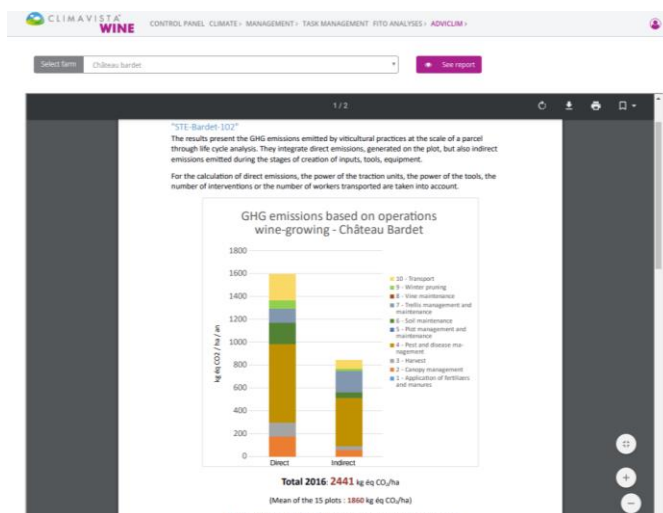 CLIMAVISTA
WINE
CONTROL PANEL CLIMATE› MANAGEMENT› TASK MANAGEMENT FITO ANALYSES› ADVICLIM›
Select farm Château bardet See report
1 / 2
"STE-Bardet-102"
The results present the GHG emissions emitted by viticultural practices at the scale of a parcel
through life cycle analysis. They integrate direct emissions, generated on the plot, but also indirect
emissions emitted during the stages of creation of inputs, tools, equipment.
For the calculation of direct emissions, the power of the traction units, the power of the tools, the
number of interventions or the number of workers transported are taken into account.
GHG emissions based on operations
wine-growing - Château Bardet
kg éq CO2 / ha / an
1800
1600
1400
1200
1000
800
600
400
200
0
Direct Indirect
10 - Transport
9 - Winter pruning
8 - Vine maintenance
7 - Trellis management and
maintenance
6 - Soil maintenance
5 - Plot management and
maintenance
4 - Pest and disease ma-
nagement
3 - Harvest
2 - Canopy management
1 - Application of fertilizers
and manures
Total 2016: 2441 kg éq CO₂/ha
(Mean of the 15 plots : 1860 kg éq CO₂/ha)